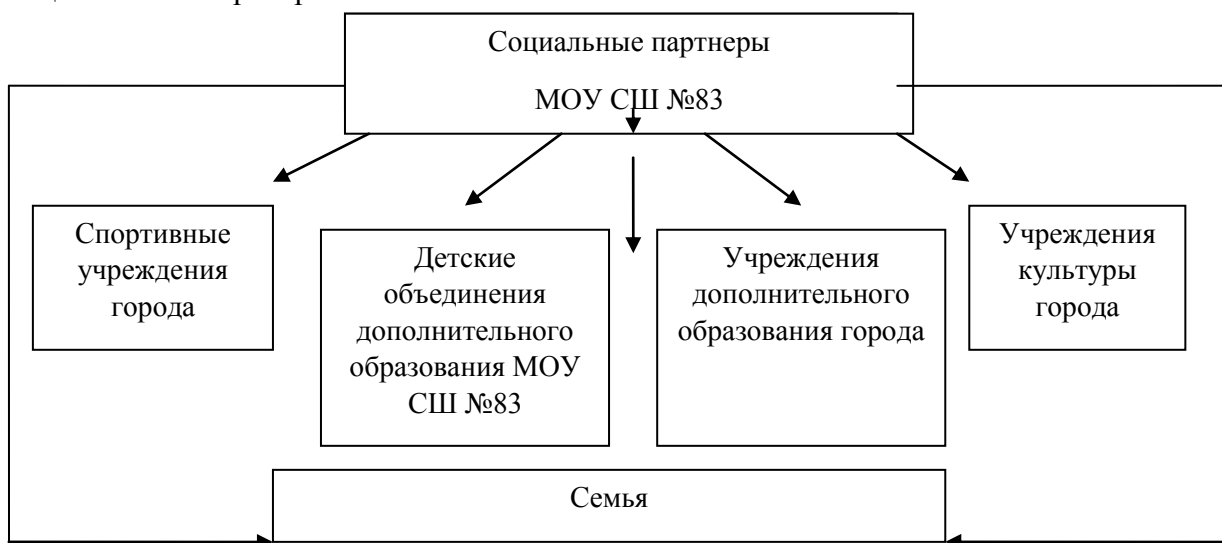 Социальные партнеры
МОУ СШ №83
Спортивные
учреждения
города
Детские
объединения
дополнительного
образования МОУ
СШ №83
Учреждения
дополнительного
образования города
Учреждения
культуры
города
Семья